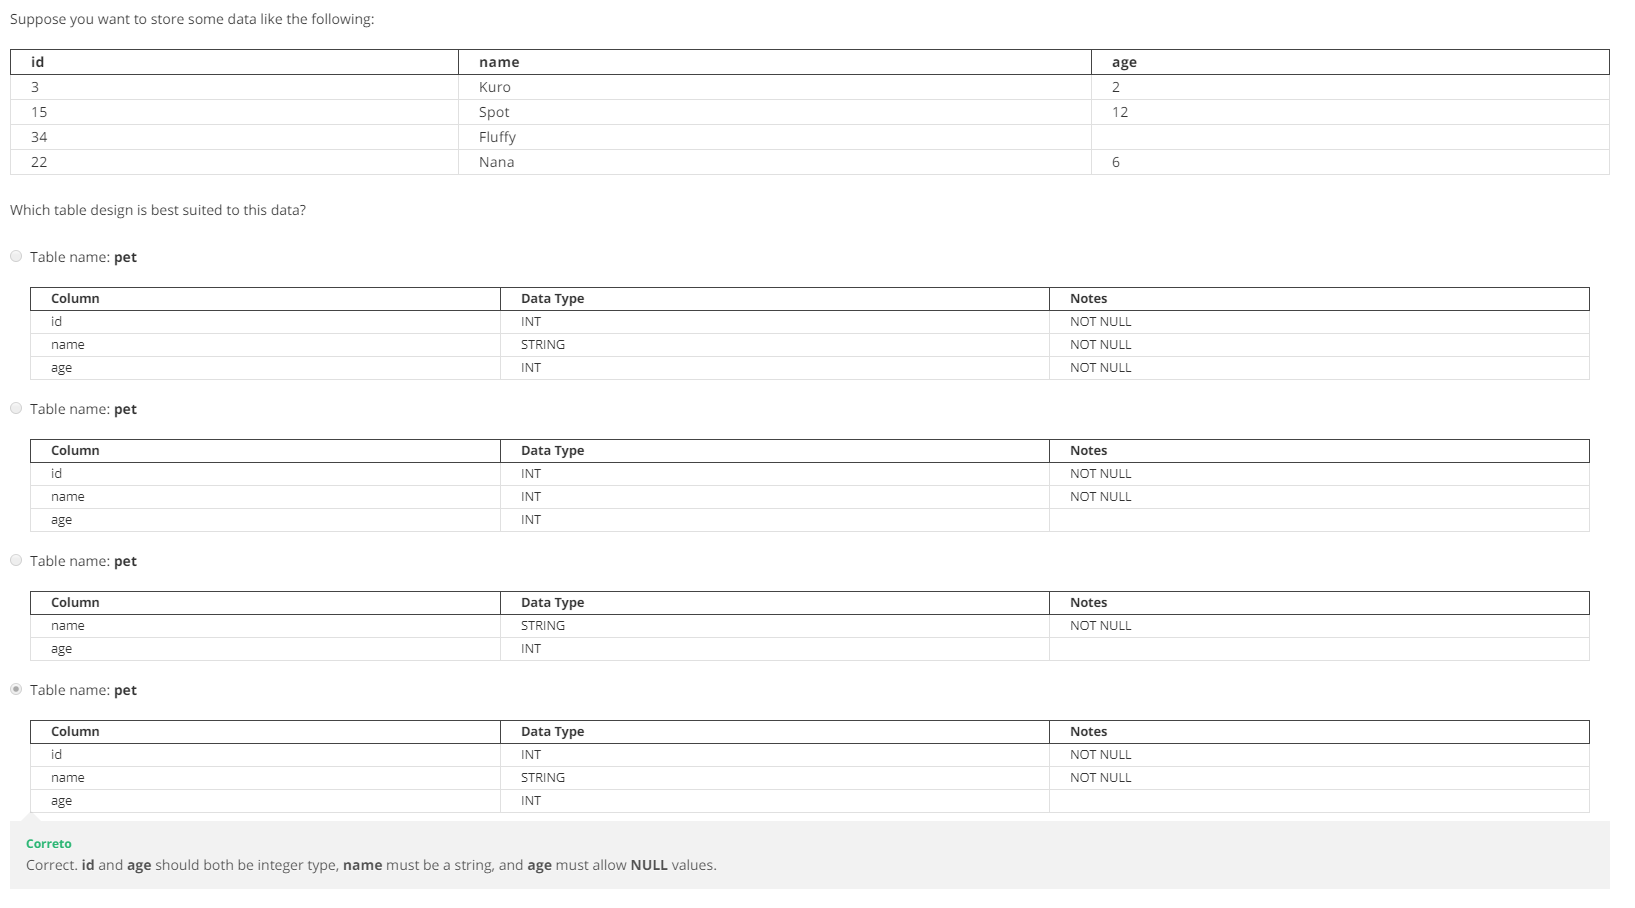 Suppose you want to store some data like the following:
id name age
3 Kuro 2
15 Spot 12
34 Fluffy
22 Nana 6
Which table design is best suited to this data?
Table name: pet
Column Data Type Notes
id INT NOT NULL
name STRING NOT NULL
age INT NOT NULL
Table name: pet
Column Data Type Notes
id INT NOT NULL
name INT NOT NULL
age INT
Table name: pet
Column Data Type Notes
name STRING NOT NULL
age INT
Table name: pet
Column Data Type Notes
id INT NOT NULL
name STRING NOT NULL
age INT
Correto
Correct. id and age should both be integer type, name must be a string, and age must allow NULL values.